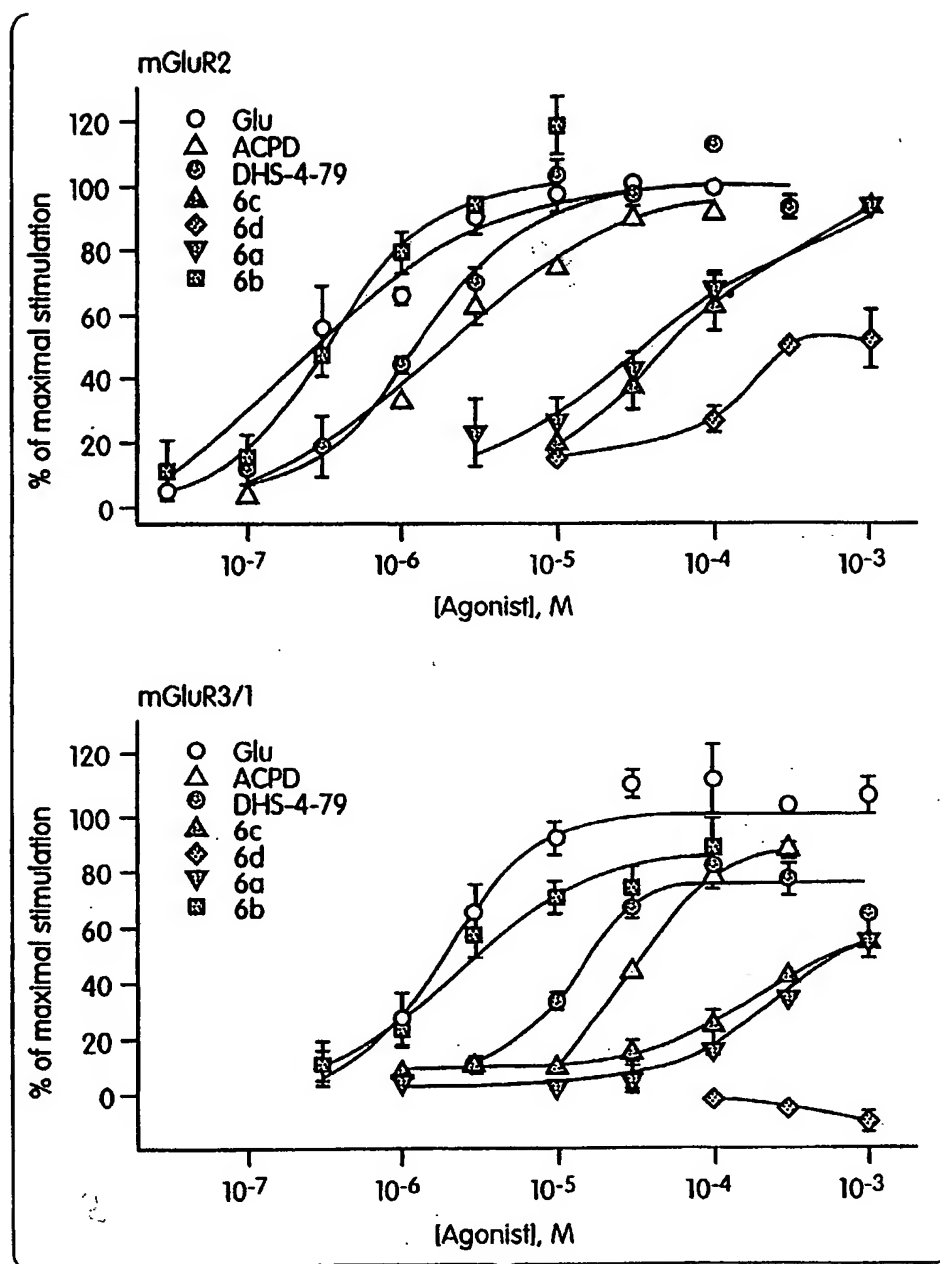 mGluR2
Glu
ACPD
DHS-4-79
6c
6d
6a
6b
% of maximal stimulation
120
100
80
60
40
20
0
10-7
10-6
10-5
10-4
10-3
[Agonist], M
mGluR3/1
Glu
ACPD
DHS-4-79
6c
6d
6a
6b
% of maximal stimulation
120
100
80
60
40
20
0
10-7
10-6
10-5
10-4
10-3
[Agonist], M